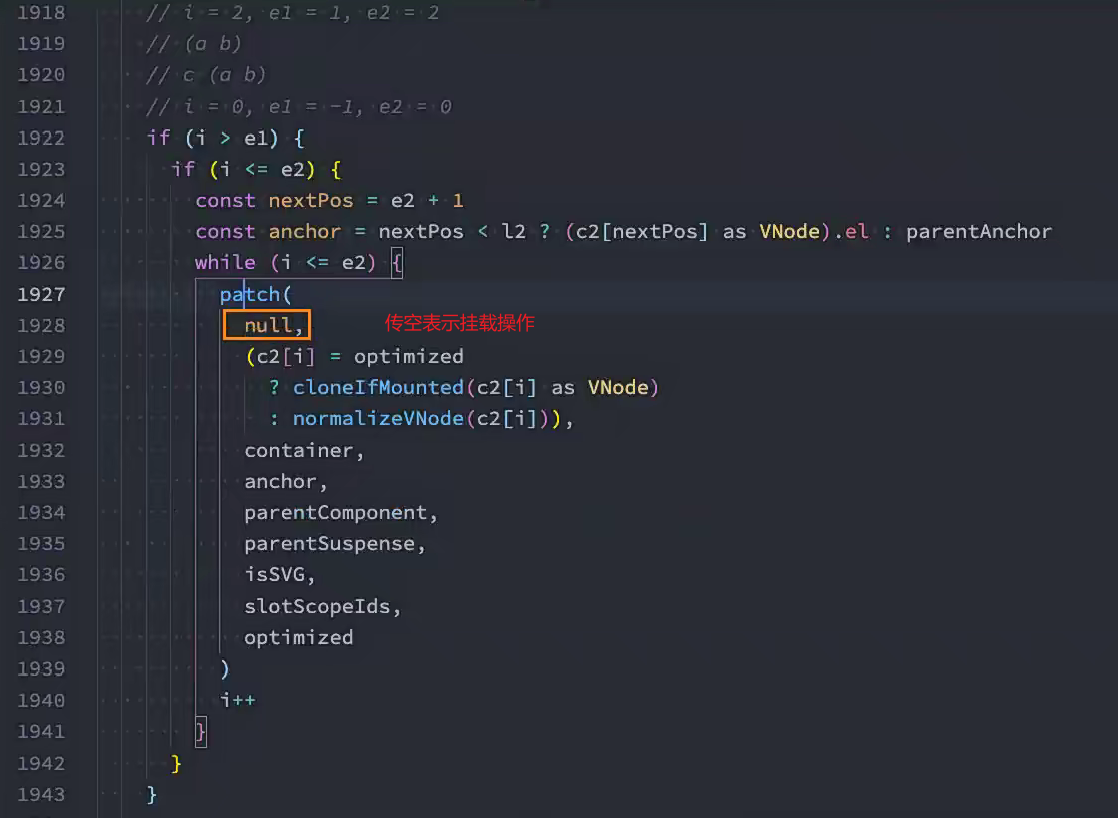 1918 // i = 2, e1 = 1, e2 = 2
1919 // (a b)
1920 // c (a b)
1921 // i = 0, e1 = -1, e2 = 0
1922 if (i > e1) {
1923 if (i <= e2) {
1924 const nextPos = e2 + 1
1925 const anchor = nextPos < l2 ? (c2[nextPos] as VNode).el : parentAnchor
1926 while (i <= e2) {
1927 patch(
1928 null, 传空表示挂载操作
1929 (c2[i] = optimized
1930 ? cloneIfMounted(c2[i] as VNode)
1931 : normalizeVNode(c2[i])),
1932 container,
1933 anchor,
1934 parentComponent,
1935 parentSuspense,
1936 isSVG,
1937 slotScopeIds,
1938 optimized
1939 )
1940 i++
1941 }
1942 }
1943 }